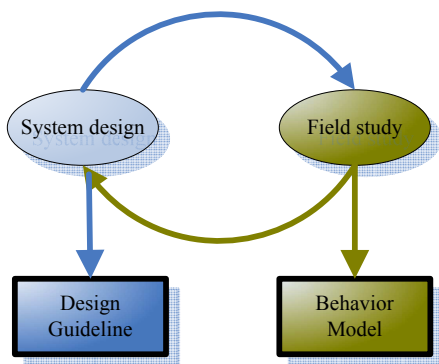 System design
Field study
Design
Guideline
Behavior
Model